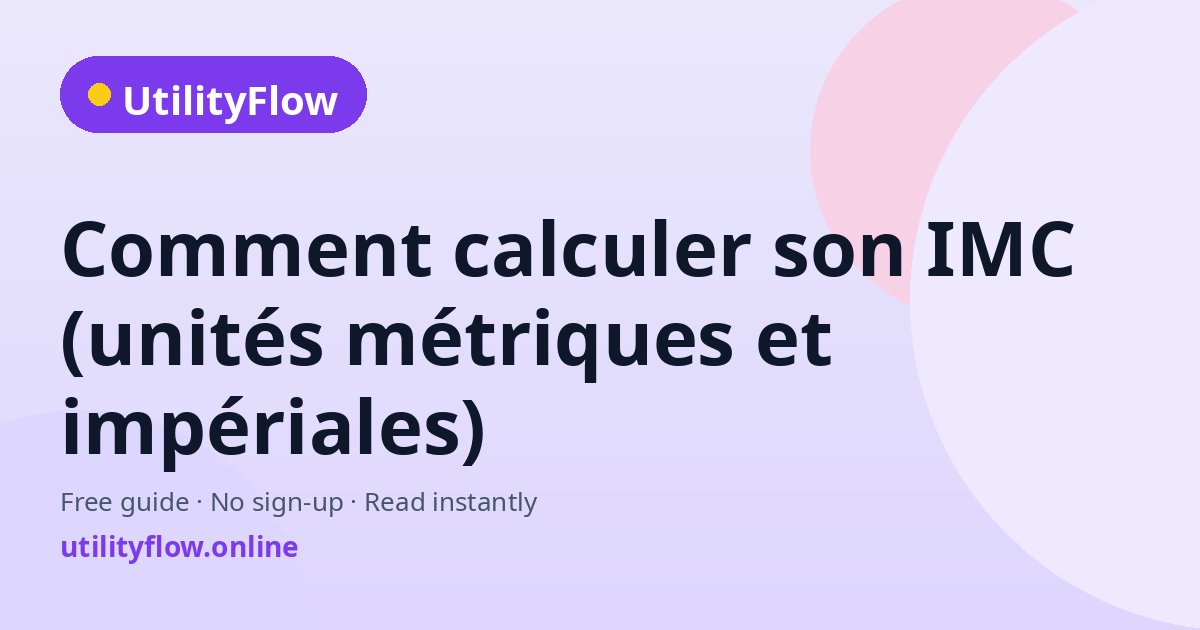 UtilityFlow
Comment calculer son IMC
(unités métriques et
impériales)
Free guide · No sign-up · Read instantly
utilityflow.online